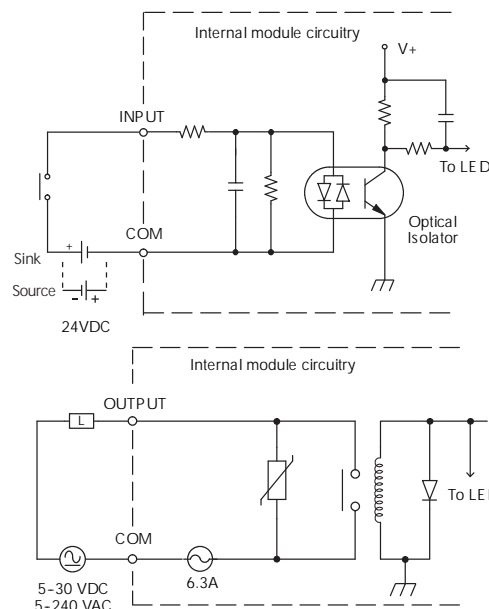 Internal module circuitry
V+
INPUT
To LED
COM
Optical
Isolator
Sink
+
Source
- +
24VDC
Internal module circuitry
OUTPUT
L
To LED
COM
6.3A
5-30 VDC
5-240 VAC